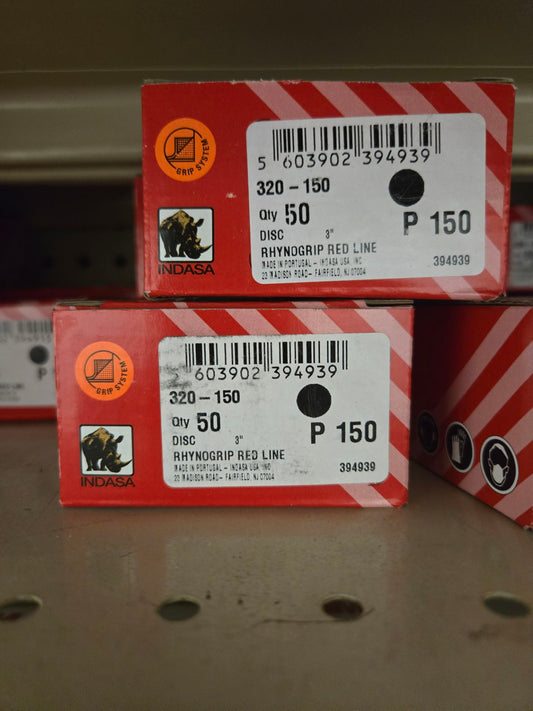 GRIP SYSTEM
INDASA
5 603902 394939
320-150
Qty 50
P 150
DISC 3"
RHYNOGRIP RED LINE
MADE IN PORTUGAL - INDASA USA INC
23 MADISON ROAD- FAIRFIELD, NJ 07004
394939
GRIP SYSTEM
INDASA
5 603902 394939
320-150
Qty 50
P 150
DISC 3"
RHYNOGRIP RED LINE
MADE IN PORTUGAL - INDASA USA INC
23 MADISON ROAD- FAIRFIELD, NJ 07004
394939